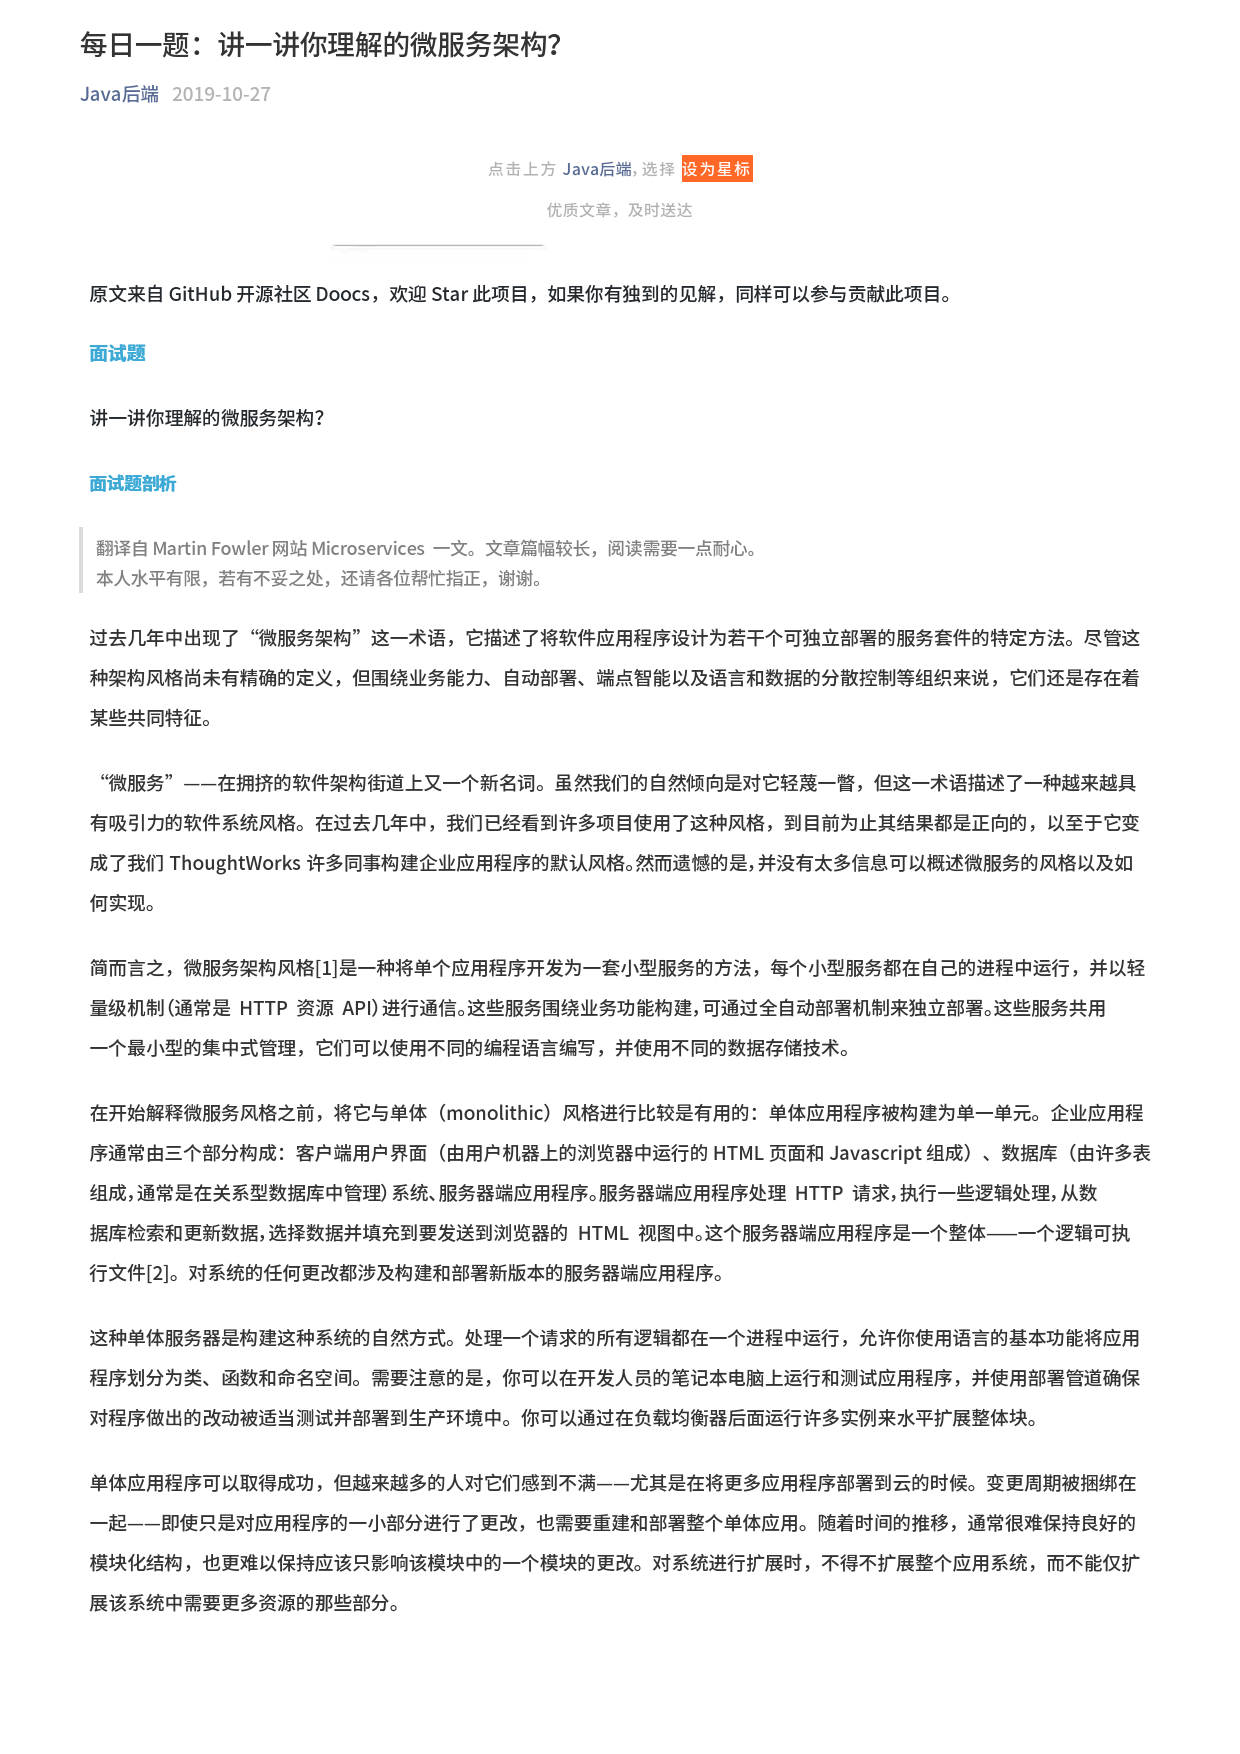 每日一题：讲一讲你理解的微服务架构？
Java后端 2019-10-27
点击上方 Java后端, 选择 设为星标
优质文章，及时送达
原文来自 GitHub 开源社区 Doocs，欢迎 Star 此项目，如果你有独到的见解，同样可以参与贡献此项目。
面试题
讲一讲你理解的微服务架构？
面试题剖析
翻译自 Martin Fowler 网站 Microservices 一文。文章篇幅较长，阅读需要一点耐心。
本人水平有限，若有不妥之处，还请各位帮忙指正，谢谢。
过去几年中出现了“微服务架构”这一术语，它描述了将软件应用程序设计为若干个可独立部署的服务套件的特定方法。尽管这
种架构风格尚未有精确的定义，但围绕业务能力、自动部署、端点智能以及语言和数据的分散控制等组织来说，它们还是存在着
某些共同特征。
“微服务”——在拥挤的软件架构街道上又一个新名词。虽然我们的自然倾向是对它轻蔑一瞥，但这一术语描述了一种越来越具
有吸引力的软件系统风格。在过去几年中，我们已经看到许多项目使用了这种风格，到目前为止其结果都是正向的，以至于它变
成了我们 ThoughtWorks 许多同事构建企业应用程序的默认风格。然而遗憾的是，并没有太多信息可以概述微服务的风格以及如
何实现。
简而言之，微服务架构风格[1]是一种将单个应用程序开发为一套小型服务的方法，每个小型服务都在自己的进程中运行，并以轻
量级机制（通常是 HTTP 资源 API）进行通信。这些服务围绕业务功能构建，可通过全自动部署机制来独立部署。这些服务共用
一个最小型的集中式管理，它们可以使用不同的编程语言编写，并使用不同的数据存储技术。
在开始解释微服务风格之前，将它与单体（monolithic）风格进行比较是有用的：单体应用程序被构建为单一单元。企业应用程
序通常由三个部分构成：客户端用户界面（由用户机器上的浏览器中运行的 HTML 页面和 Javascript 组成）、数据库（由许多表
组成，通常是在关系型数据库中管理）系统、服务器端应用程序。服务器端应用程序处理 HTTP 请求，执行一些逻辑处理，从数
据库检索和更新数据，选择数据并填充到要发送到浏览器的 HTML 视图中。这个服务器端应用程序是一个整体——一个逻辑可执
行文件[2]。对系统的任何更改都涉及构建和部署新版本的服务器端应用程序。
这种单体服务器是构建这种系统的自然方式。处理一个请求的所有逻辑都在一个进程中运行，允许你使用语言的基本功能将应用
程序划分为类、函数和命名空间。需要注意的是，你可以在开发人员的笔记本电脑上运行和测试应用程序，并使用部署管道确保
对程序做出的改动被适当测试并部署到生产环境中。你可以通过在负载均衡器后面运行许多实例来水平扩展整体块。
单体应用程序可以取得成功，但越来越多的人对它们感到不满——尤其是在将更多应用程序部署到云的时候。变更周期被捆绑在
一起——即使只是对应用程序的一小部分进行了更改，也需要重建和部署整个单体应用。随着时间的推移，通常很难保持良好的
模块化结构，也更难以保持应该只影响该模块中的一个模块的更改。对系统进行扩展时，不得不扩展整个应用系统，而不能仅扩
展该系统中需要更多资源的那些部分。